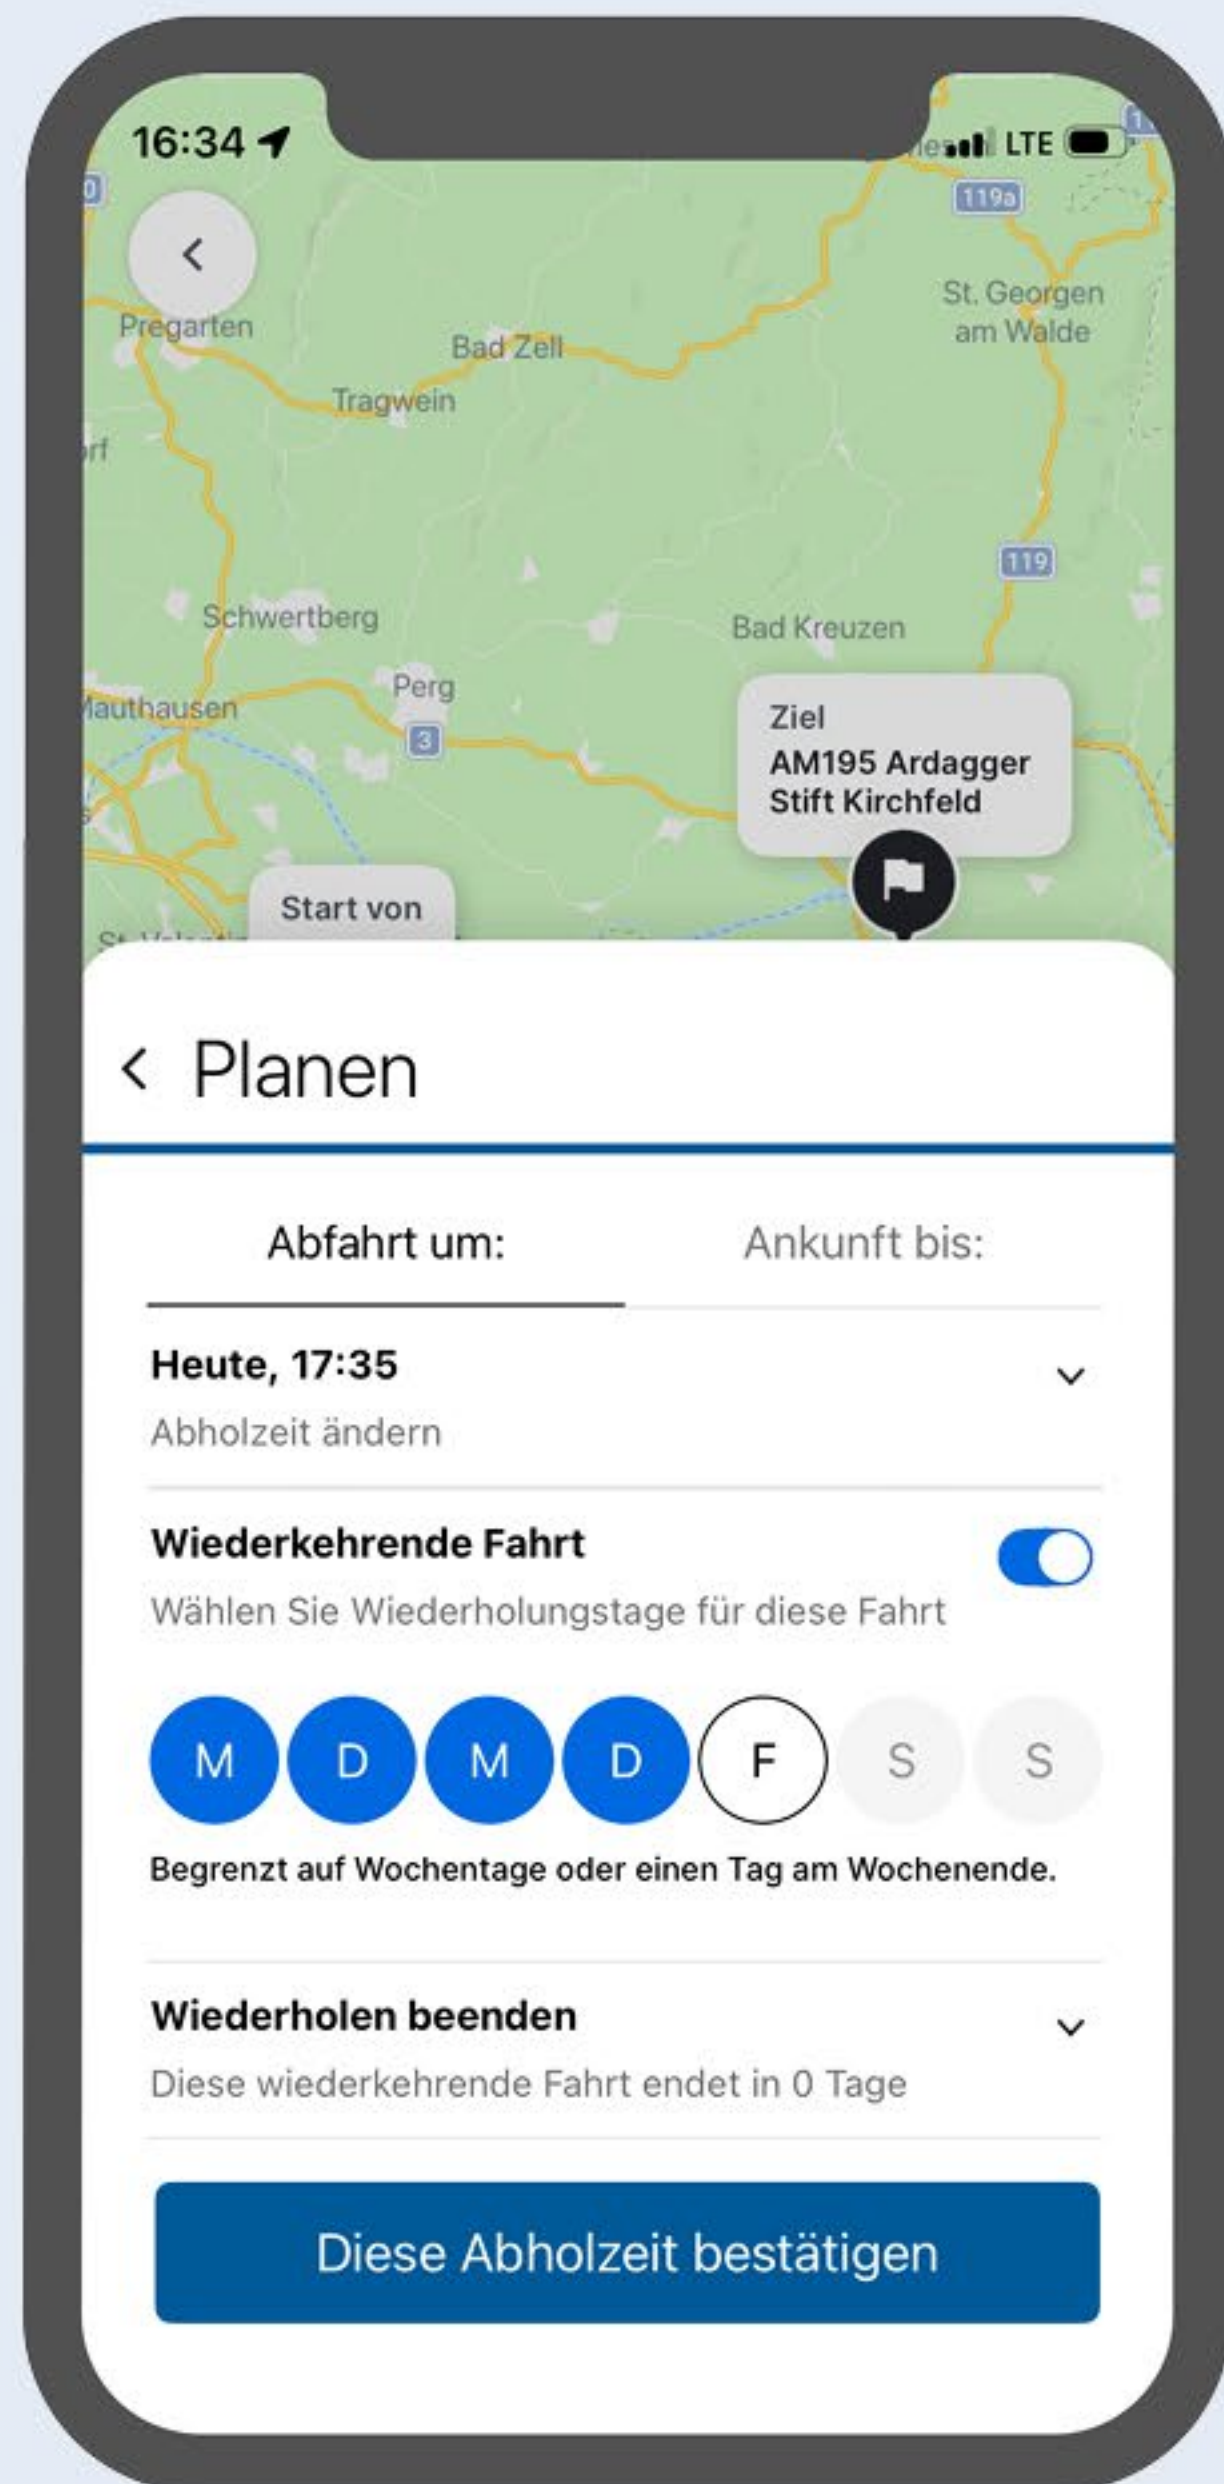 16:34
LTE
119a
St. Georgen
am Walde
Pregarten
Bad Zell
Tragwein
119
Schwertberg
Bad Kreuzen
Perg
Mauthausen
3
Ziel
AM195 Ardagger
Stift Kirchfeld
Start von
Planen
Abfahrt um:
Ankunft bis:
Heute, 17:35
Abholzeit ändern
Wiederkehrende Fahrt
Wählen Sie Wiederholungstage für diese Fahrt
M D M D F S S
Begrenzt auf Wochentage oder einen Tag am Wochenende.
Wiederholen beenden
Diese wiederkehrende Fahrt endet in 0 Tage
Diese Abholzeit bestätigen